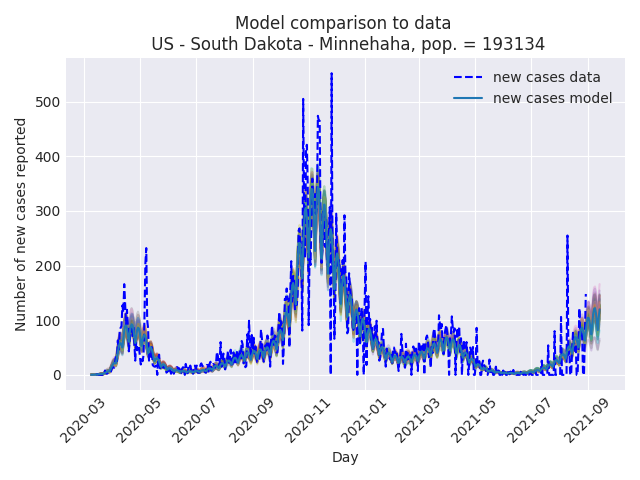 Model comparison to data
US - South Dakota - Minnehaha, pop. = 193134
new cases data
new cases model
Number of new cases reported
500
400
300
200
100
0
2020-03
2020-05
2020-07
2020-09
2020-11
2021-01
2021-03
2021-05
2021-07
2021-09
Day